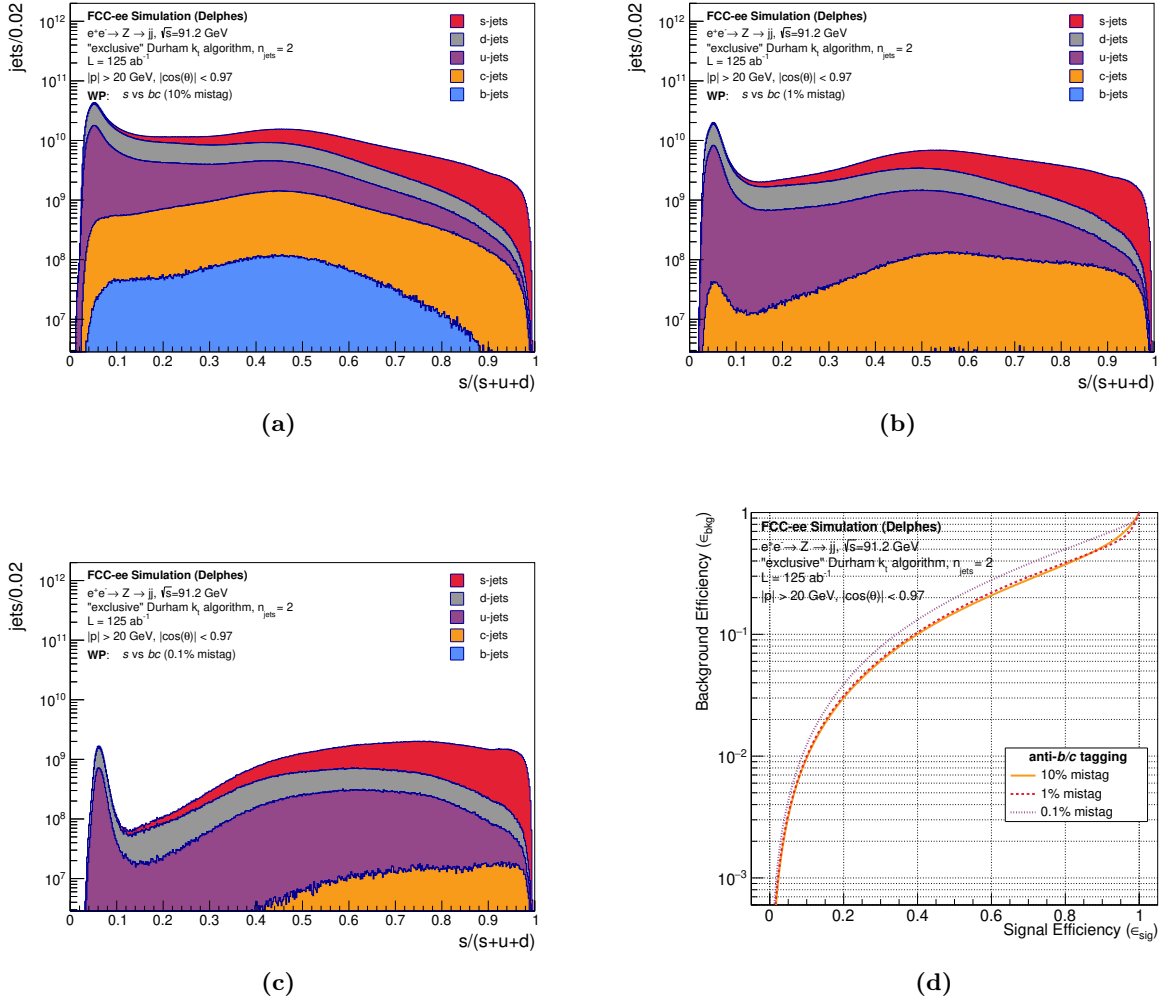 jets/0.02
FCC-ee Simulation (Delphes)
e⁺e⁻→ Z → jj, √s=91.2 GeV
"exclusive" Durham kₜ algorithm, n_jets = 2
L = 125 ab⁻¹
|p| > 20 GeV, |cos(θ)| < 0.97
WP: s vs bc (10% mistag)
s-jets
d-jets
u-jets
c-jets
b-jets
10¹²
10¹¹
10¹⁰
10⁹
10⁸
10⁷
0 0.1 0.2 0.3 0.4 0.5 0.6 0.7 0.8 0.9 1
s/(s+u+d)
(a)
jets/0.02
FCC-ee Simulation (Delphes)
e⁺e⁻→ Z → jj, √s=91.2 GeV
"exclusive" Durham kₜ algorithm, n_jets = 2
L = 125 ab⁻¹
|p| > 20 GeV, |cos(θ)| < 0.97
WP: s vs bc (1% mistag)
s-jets
d-jets
u-jets
c-jets
b-jets
10¹²
10¹¹
10¹⁰
10⁹
10⁸
10⁷
0 0.1 0.2 0.3 0.4 0.5 0.6 0.7 0.8 0.9 1
s/(s+u+d)
(b)
jets/0.02
FCC-ee Simulation (Delphes)
e⁺e⁻→ Z → jj, √s=91.2 GeV
"exclusive" Durham kₜ algorithm, n_jets = 2
L = 125 ab⁻¹
|p| > 20 GeV, |cos(θ)| < 0.97
WP: s vs bc (0.1% mistag)
s-jets
d-jets
u-jets
c-jets
b-jets
10¹²
10¹¹
10¹⁰
10⁹
10⁸
10⁷
0 0.1 0.2 0.3 0.4 0.5 0.6 0.7 0.8 0.9 1
s/(s+u+d)
(c)
Background Efficiency (ϵ_bkg)
FCC-ee Simulation (Delphes)
e⁺e⁻→ Z → jj, √s=91.2 GeV
"exclusive" Durham kₜ algorithm, n_jets = 2
L = 125 ab⁻¹
|p| > 20 GeV, |cos(θ)| < 0.97
1
10⁻¹
10⁻²
10⁻³
anti-b/c tagging
10% mistag
1% mistag
0.1% mistag
0 0.2 0.4 0.6 0.8 1
Signal Efficiency (ϵ_sig)
(d)